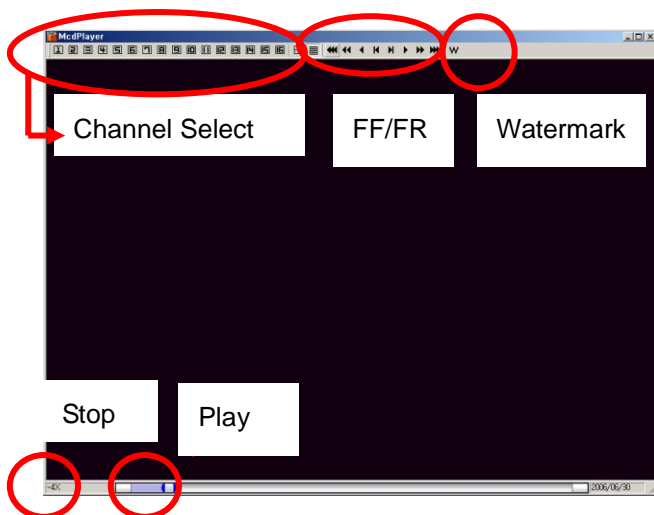 McdPlayer
1 2 3 4 5 6 7 8 9 10 11 12 13 14 15 16 W
Channel Select
FF/FR
Watermark
Stop
Play
-4X
2006/06/30